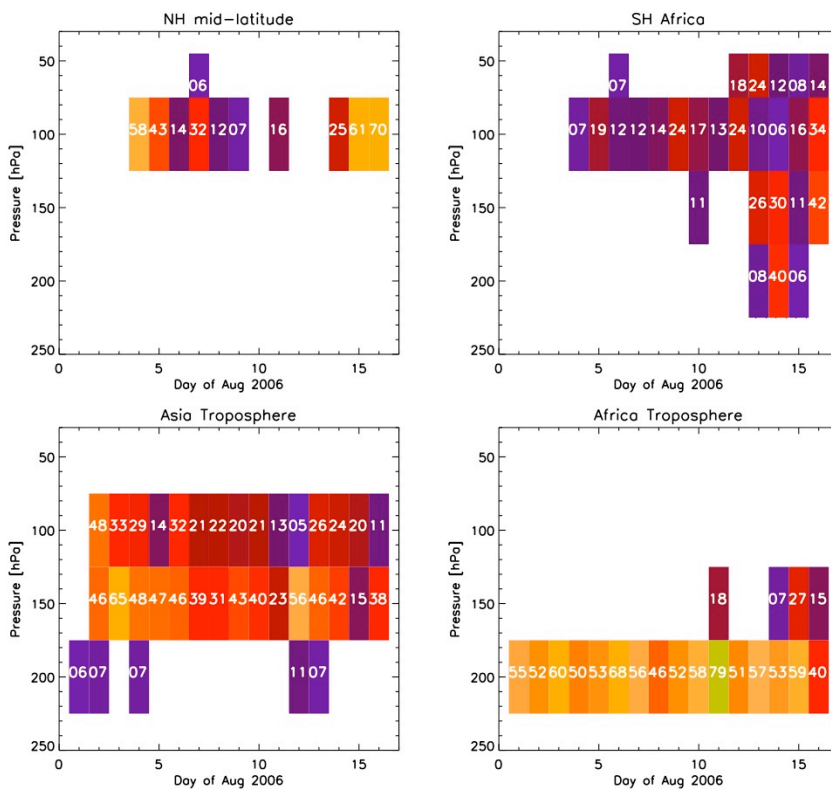 NH mid-latitude
SH Africa
50
06
100
58 43 14 32 12 07 16 25 61 70
150
200
250
Pressure [hPa]
0 5 10 15
Day of Aug 2006
50
07 18 24 12 08 14
100
07 19 12 12 14 24 17 13 24 10 06 16 34
150
11 26 30 11 42
200
08 40 06
250
Pressure [hPa]
0 5 10 15
Day of Aug 2006
Asia Troposphere
Africa Troposphere
50
100
48 33 29 14 32 21 22 20 21 13 05 26 24 20 11
150
46 65 48 47 46 39 31 43 40 23 56 46 42 15 38
200
06 07 07 11 07
250
Pressure [hPa]
0 5 10 15
Day of Aug 2006
50
100
150
18 07 27 15
200
55 52 60 50 53 68 56 46 52 58 79 51 57 53 59 40
250
Pressure [hPa]
0 5 10 15
Day of Aug 2006